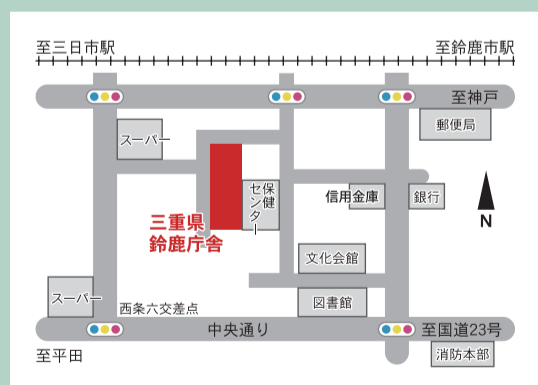 至三日市駅
至鈴鹿市駅
至神戸
郵便局
スーパー
保健
センター
信用金庫
銀行
N
三重県
鈴鹿庁舎
文化会館
スーパー
図書館
西条六交差点
中央通り
至国道23号
至平田
消防本部